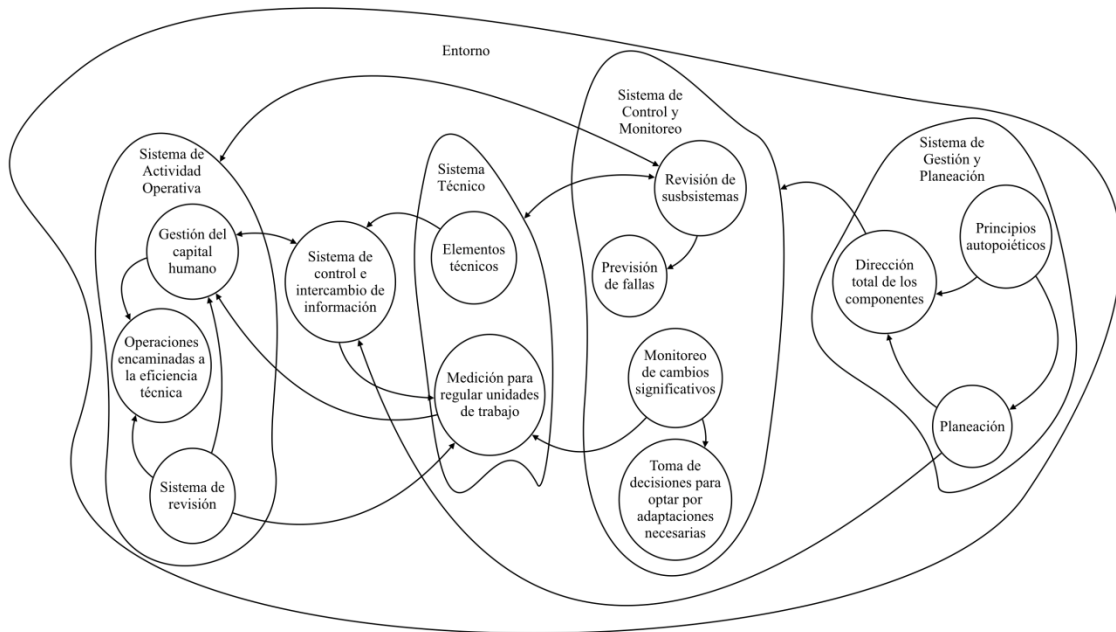 Entorno
Sistema de
Actividad
Operativa
Gestión del
capital
humano
Operaciones
encaminadas a
la eficiencia
técnica
Sistema de
revisión
Sistema de
control e
intercambio de
información
Sistema
Técnico
Elementos
técnicos
Medición para
regular unidades
de trabajo
Sistema de
Control y
Monitoreo
Revisión de
susbsistemas
Previsión
de fallas
Monitoreo
de cambios
significativos
Toma de
decisiones para
optar por
adaptaciones
necesarias
Sistema de
Gestión y
Planeación
Principios
autopoiéticos
Dirección
total de los
componentes
Planeación